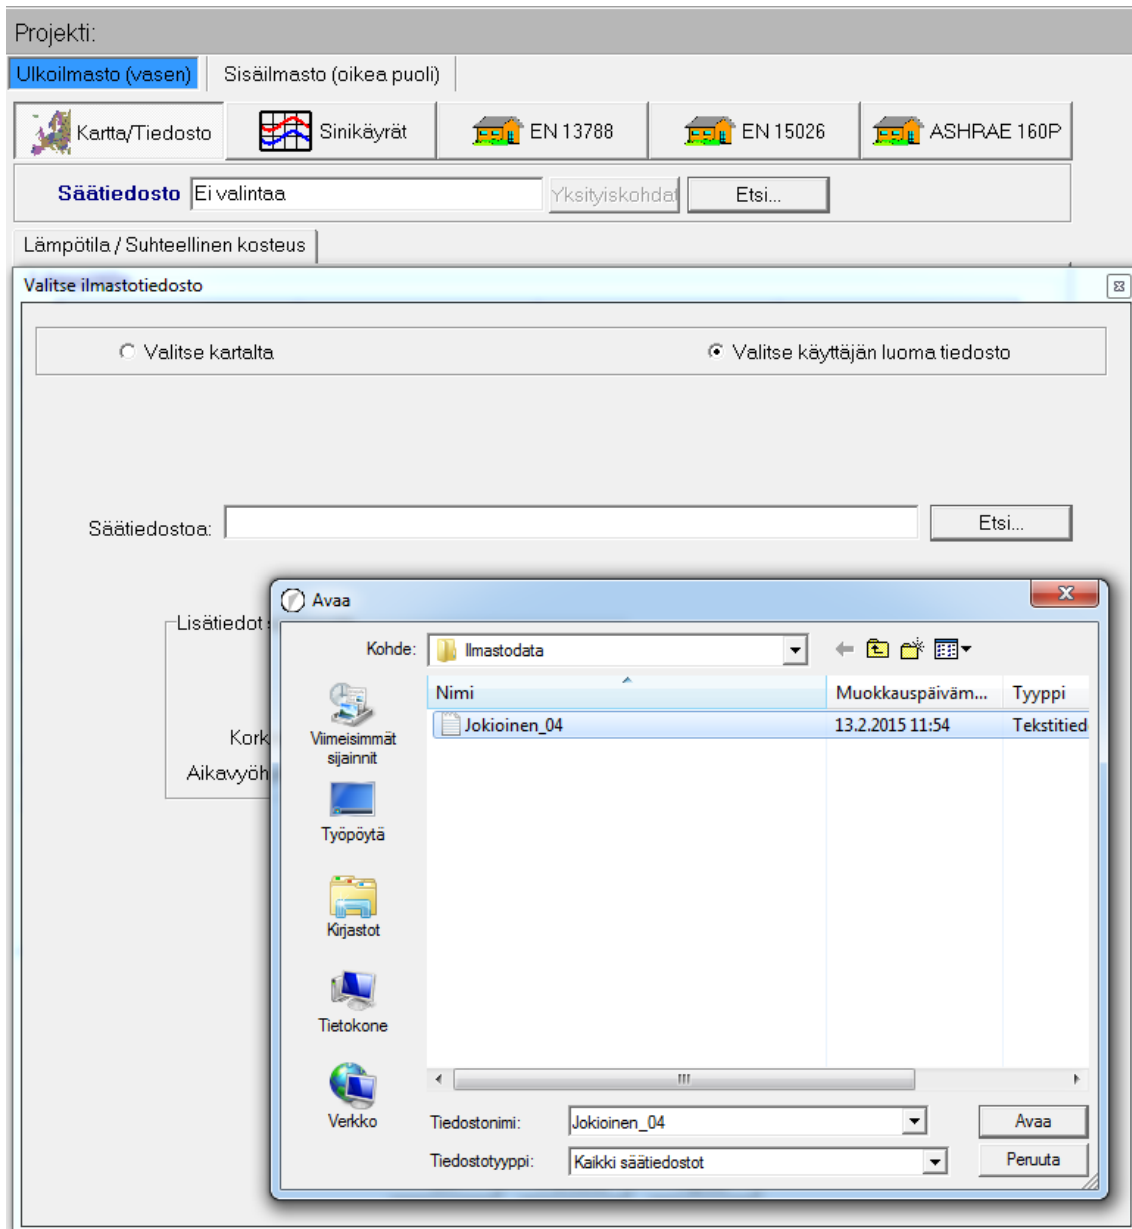 Projekti:
Ulkoilmasto (vasen) Sisäilmasto (oikea puoli)
Kartta/Tiedosto Sinikäyrät EN 13788 EN 15026 ASHRAE 160P
Säätiedosto Ei valintaa Yksityiskohdat Etsi...
Lämpötila / Suhteellinen kosteus
Valitse ilmastotiedosto
Valitse kartalta Valitse käyttäjän luoma tiedosto
Säätiedostoa: Etsi...
Avaa
Lisätiedot
Kohde: Ilmastodata
Nimi Muokkauspäiväm... Tyyppi
Jokioinen_04 13.2.2015 11:54 Tekstitied
Viimeisimmät
sijainnit
Kork
Aikavyöh
Työpöytä
Kirjastot
Tietokone
Verkko
Tiedostonimi: Jokioinen_04 Avaa
Tiedostotyyppi: Kaikki säätiedostot Peruuta